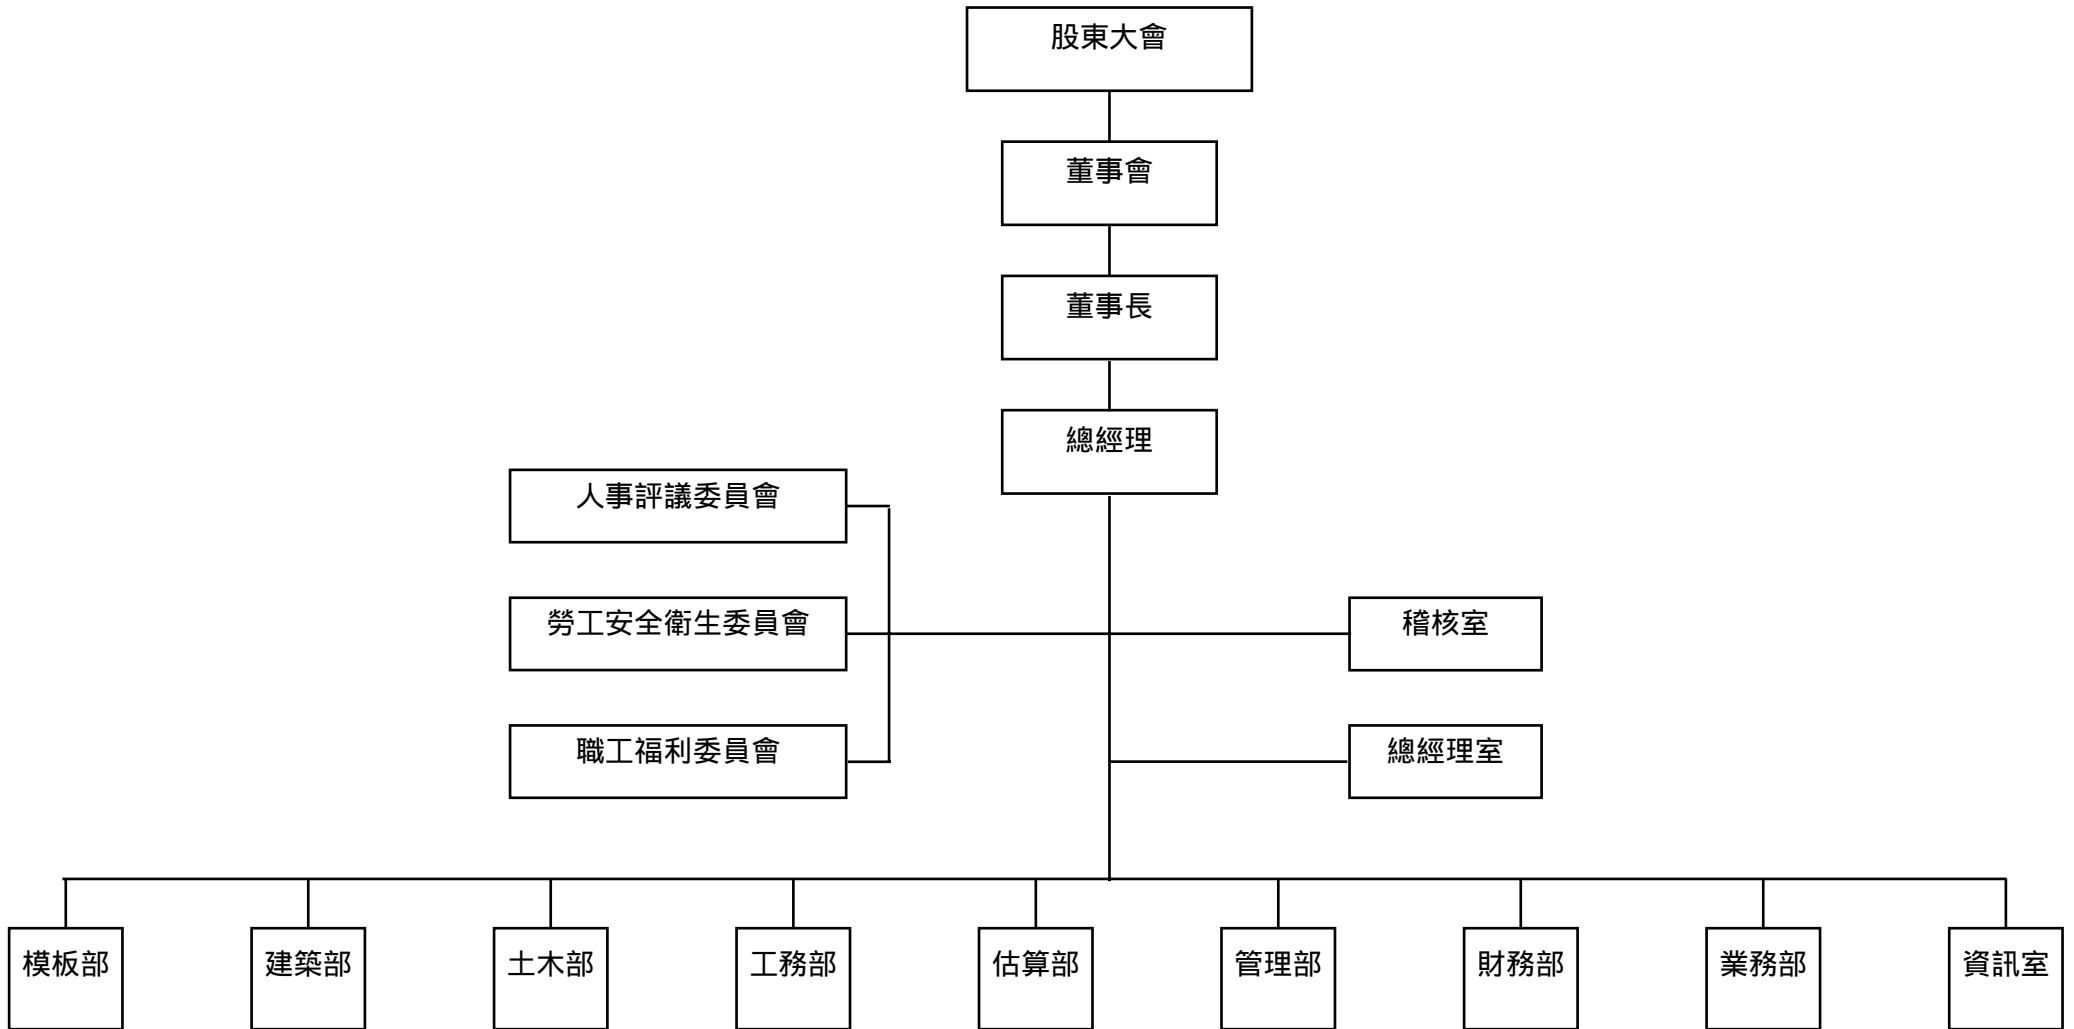 股東大會
董事會
董事長
總經理
人事評議委員會
勞工安全衛生委員會
稽核室
職工福利委員會
總經理室
模板部
建築部
土木部
工務部
估算部
管理部
財務部
業務部
資訊室